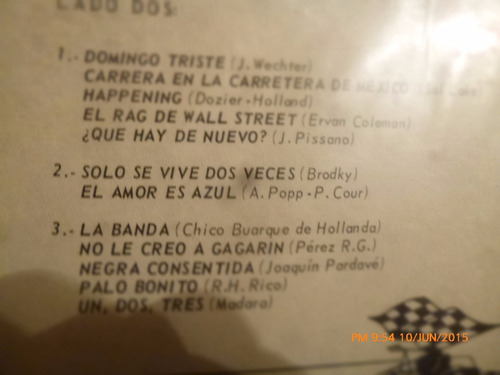 LADO DOS:
1.- DOMINGO TRISTE (J. Wechter)
CARRERA EN LA CARRETERA DE MEXICO
HAPPENING (Dozier-Holland)
EL RAG DE WALL STREET (Ervan Coleman)
¿QUE HAY DE NUEVO? (J. Pissano)
2.- SOLO SE VIVE DOS VECES (Brodky)
EL AMOR ES AZUL (A. Popp-P. Cour)
3.- LA BANDA (Chico Buarque de Hollanda)
NO LE CREO A GAGARIN (Pérez R.G.)
NEGRA CONSENTIDA (Joaquín Pardavé)
PALO BONITO (R.H. Rico)
UN, DOS, TRES (Madara)
PM 9:54 10/JUN/2015